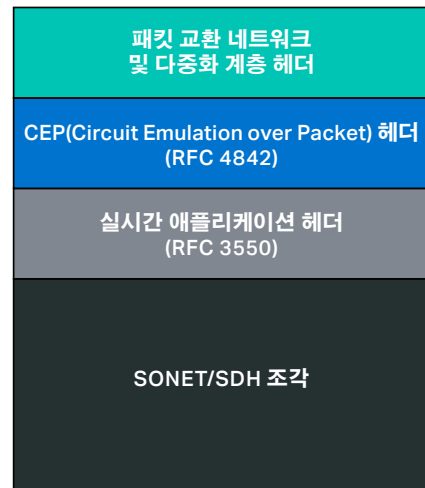 패킷 교환 네트워크
및 다중화 계층 헤더
CEP(Circuit Emulation over Packet) 헤더
(RFC 4842)
실시간 애플리케이션 헤더
(RFC 3550)
SONET/SDH 조각